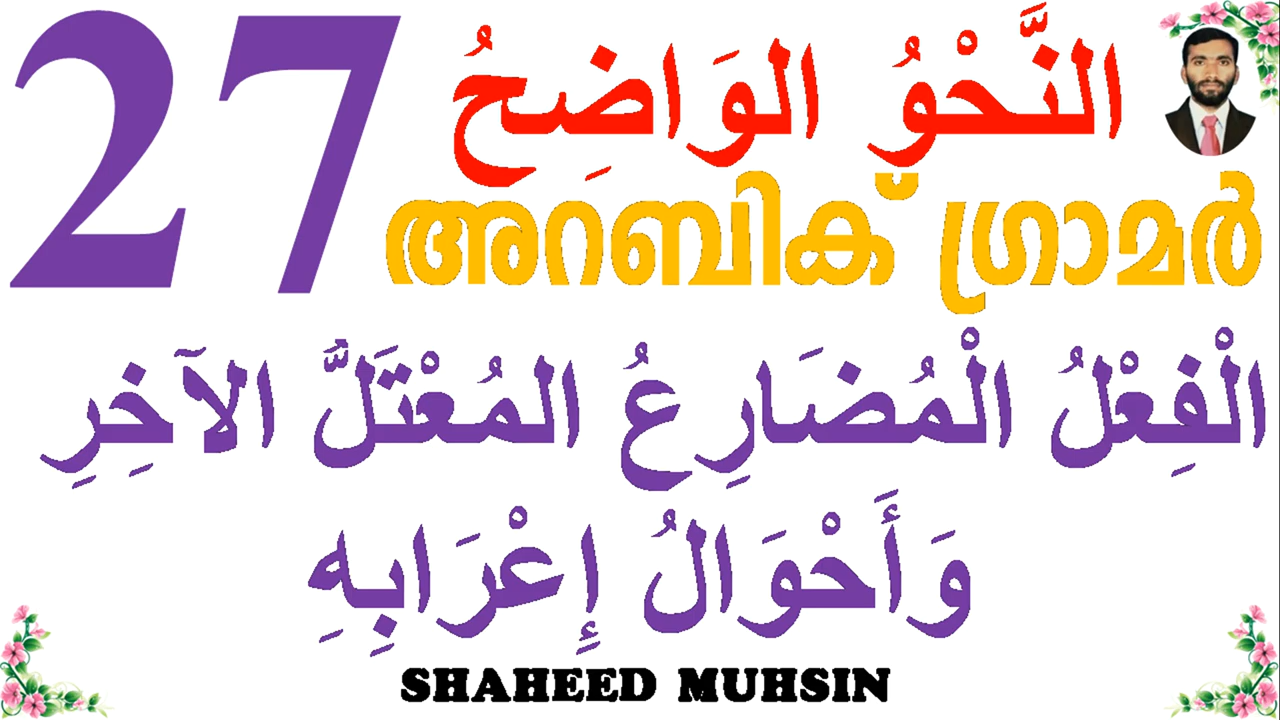 27
النَّحْوُ الوَاضِحُ
അറബിക് ഗ്രാമർ
الْفِعْلُ الْمُضَارِعُ المُعْتَلُّ الآخِرِ
وَأَحْوَالُ إِعْرَابِهِ
SHAHEED MUHSIN